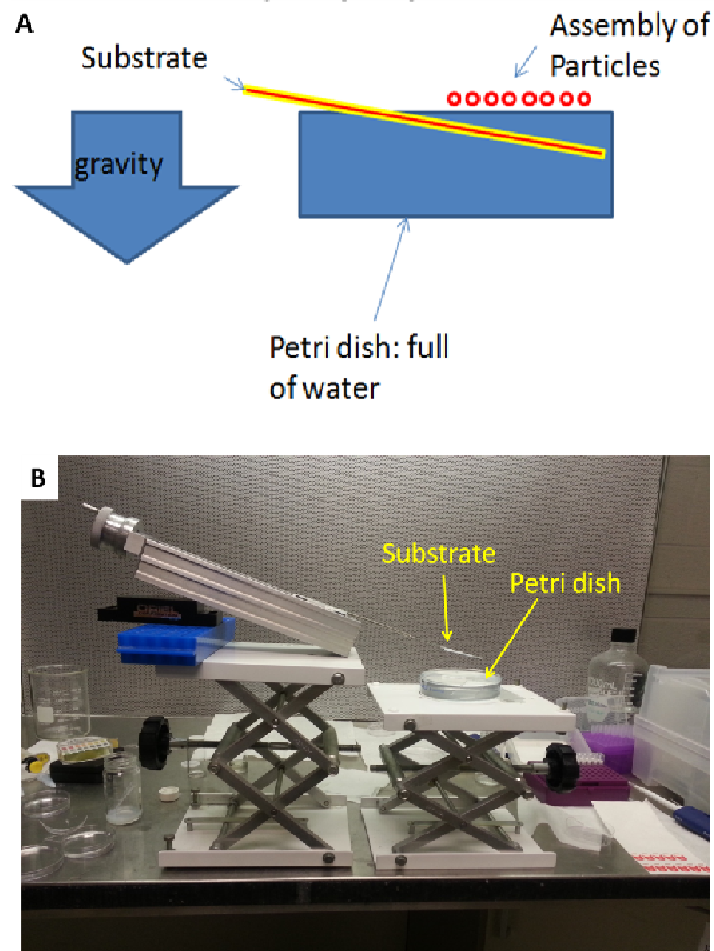 A
Assembly of
Particles
Substrate
gravity
Petri dish: full
of water
B
Substrate
Petri dish